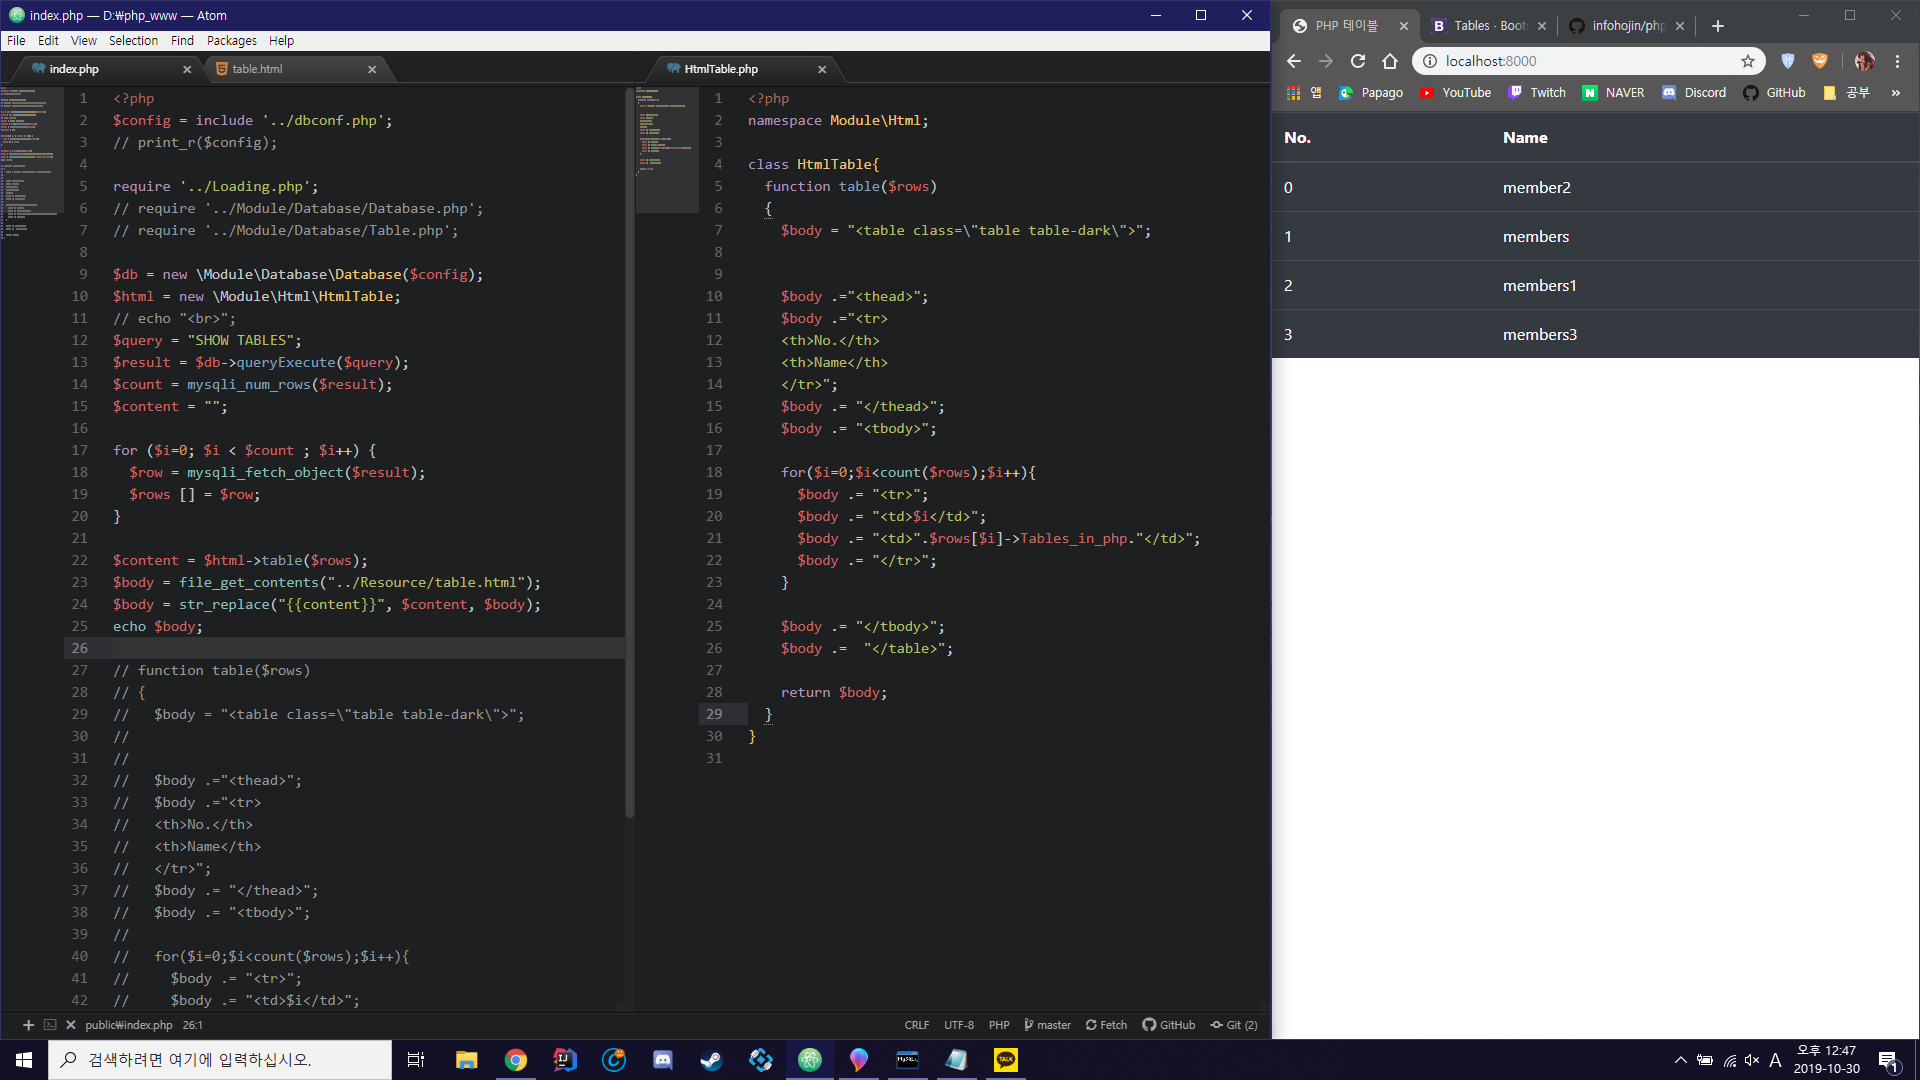 index.php — D:\php_www — Atom
File Edit View Selection Find Packages Help
index.php
table.html
HtmlTable.php
1 <?php
2 $config = include '../dbconf.php';
3 // print_r($config);
4
5 require '../Loading.php';
6 // require '../Module/Database/Database.php';
7 // require '../Module/Database/Table.php';
8
9 $db = new \Module\Database\Database($config);
10 $html = new \Module\Html\HtmlTable;
11 // echo "<br>";
12 $query = "SHOW TABLES";
13 $result = $db->queryExecute($query);
14 $count = mysqli_num_rows($result);
15 $content = "";
16
17 for ($i=0; $i < $count ; $i++) {
18   $row = mysqli_fetch_object($result);
19   $rows [] = $row;
20 }
21
22 $content = $html->table($rows);
23 $body = file_get_contents("../Resource/table.html");
24 $body = str_replace("{{content}}", $content, $body);
25 echo $body;
26
27 // function table($rows)
28 // {
29 //   $body = "<table class=\"table table-dark\">";
30 //
31 //
32 //   $body .="<thead>";
33 //   $body .="<tr>
34 //   <th>No.</th>
35 //   <th>Name</th>
36 //   </tr>";
37 //   $body .= "</thead>";
38 //   $body .= "<tbody>";
39 //
40 //   for($i=0;$i<count($rows);$i++){
41 //     $body .= "<tr>";
42 //     $body .= "<td>$i</td>";
1 <?php
2 namespace Module\Html;
3
4 class HtmlTable{
5   function table($rows)
6   {
7     $body = "<table class=\"table table-dark\">";
8
9
10     $body .="<thead>";
11     $body .="<tr>
12     <th>No.</th>
13     <th>Name</th>
14     </tr>";
15     $body .= "</thead>";
16     $body .= "<tbody>";
17
18     for($i=0;$i<count($rows);$i++){
19       $body .= "<tr>";
20       $body .= "<td>$i</td>";
21       $body .= "<td>".$rows[$i]->Tables_in_php."</td>";
22       $body .= "</tr>";
23     }
24
25     $body .= "</tbody>";
26     $body .=  "</table>";
27
28     return $body;
29   }
30 }
31
public\index.php 26:1
CRLF UTF-8 PHP master Fetch GitHub Git (2)
PHP 테이블
Tables · Boot
infohojin/php
localhost:8000
앱 Papago YouTube Twitch NAVER Discord GitHub 공부 »
No. Name
0 member2
1 members
2 members1
3 members3
검색하려면 여기에 입력하십시오.
MySQL
TALK
A
오후 12:47
2019-10-30
1